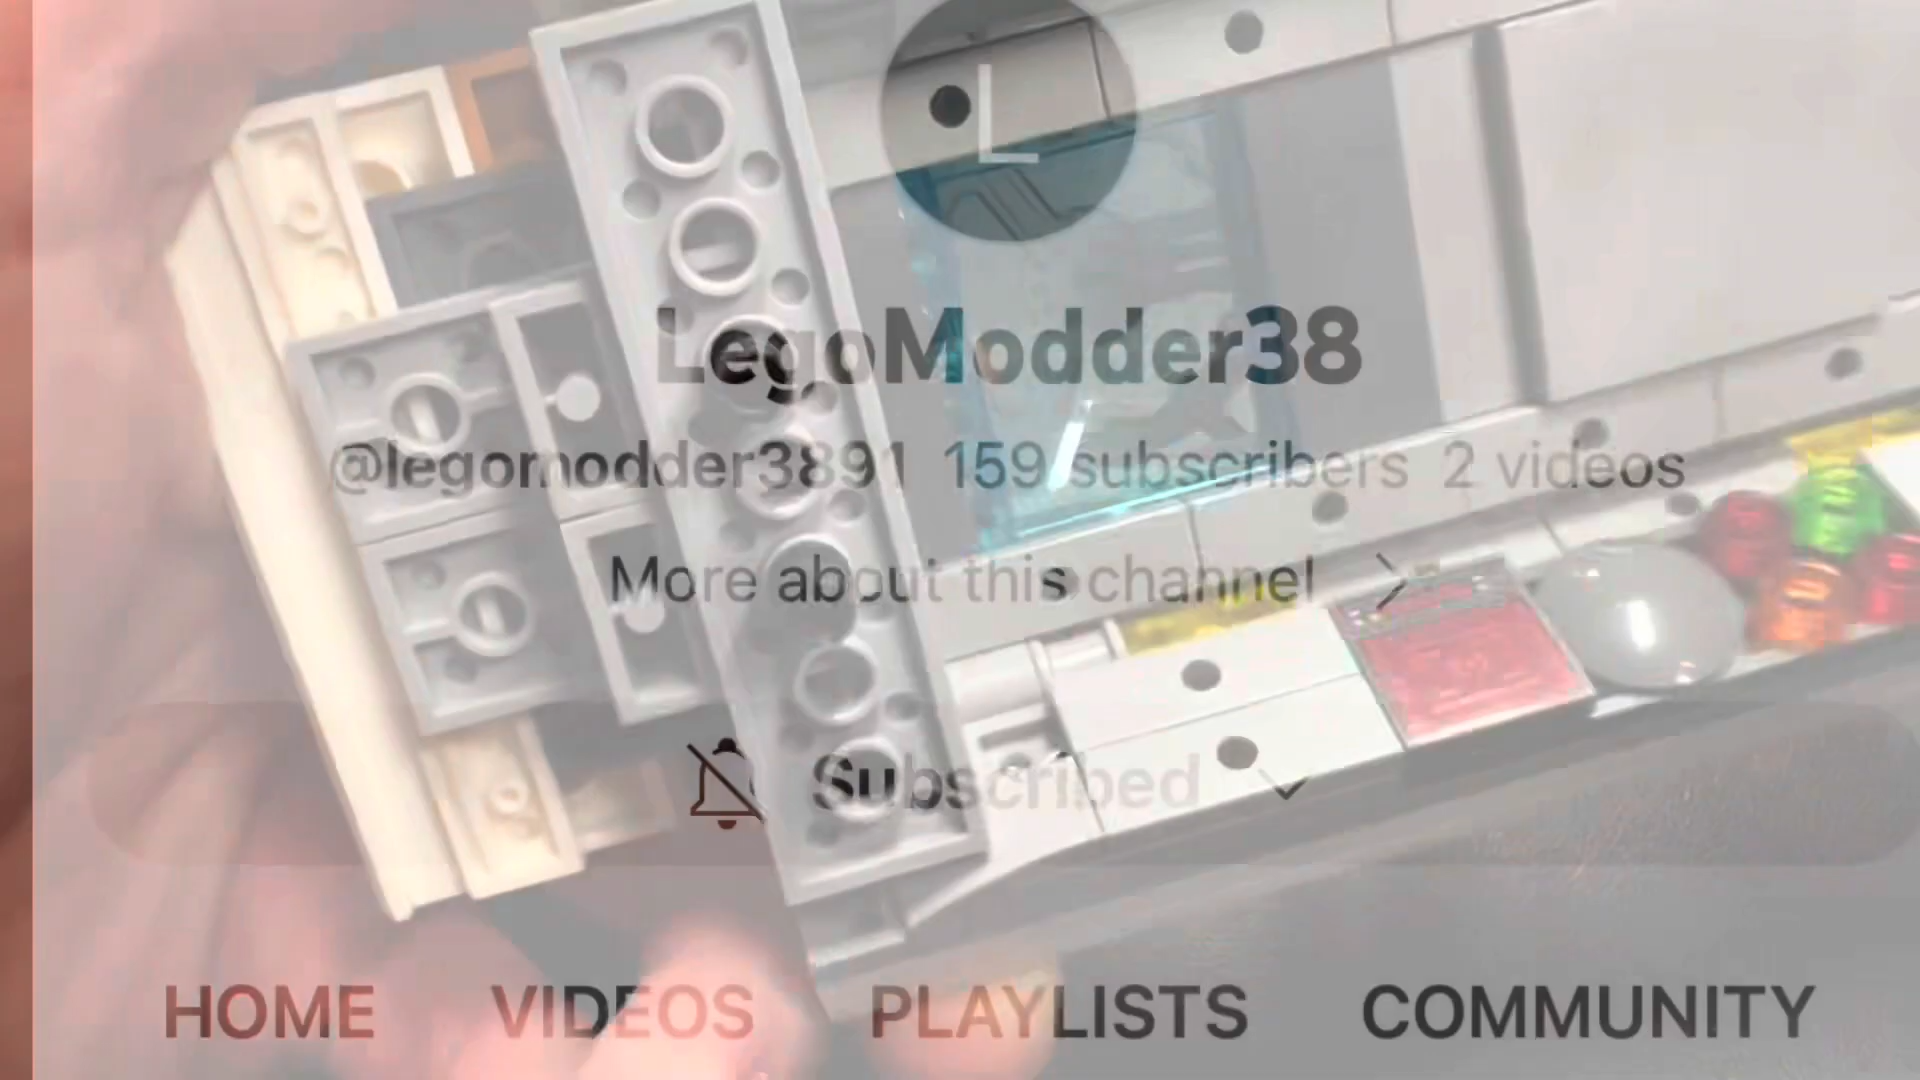 L
LegoModder38
@legomodder3891 159 subscribers 2 videos
More about this channel
Subscribed
HOME VIDEOS PLAYLISTS COMMUNITY